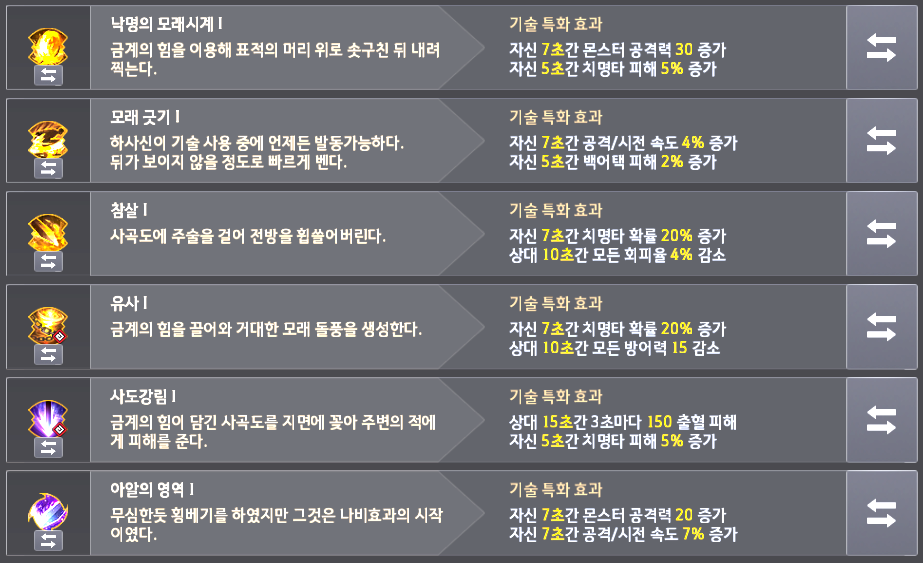 낙명의 모래시계 I
금계의 힘을 이용해 표적의 머리 위로 솟구친 뒤 내려
찍는다.
기술 특화 효과
자신 7초간 몬스터 공격력 30 증가
자신 5초간 치명타 피해 5% 증가
모래 긋기 I
하사신이 기술 사용 중에 언제든 발동가능하다.
뒤가 보이지 않을 정도로 빠르게 벤다.
기술 특화 효과
자신 7초간 공격/시전 속도 4% 증가
자신 5초간 백어택 피해 2% 증가
참살 I
사곡도에 주술을 걸어 전방을 휩쓸어버린다.
기술 특화 효과
자신 7초간 치명타 확률 20% 증가
상대 10초간 모든 회피율 4% 감소
유사 I
금계의 힘을 끌어와 거대한 모래 돌풍을 생성한다.
기술 특화 효과
자신 7초간 치명타 확률 20% 증가
상대 10초간 모든 방어력 15 감소
사도강림 I
금계의 힘이 담긴 사곡도를 지면에 꽂아 주변의 적에
게 피해를 준다.
기술 특화 효과
상대 15초간 3초마다 150 출혈 피해
자신 5초간 치명타 피해 5% 증가
아알의 영역 I
무심한듯 횡베기를 하였지만 그것은 나비효과의 시작
이였다.
기술 특화 효과
자신 7초간 몬스터 공격력 20 증가
자신 7초간 공격/시전 속도 7% 증가